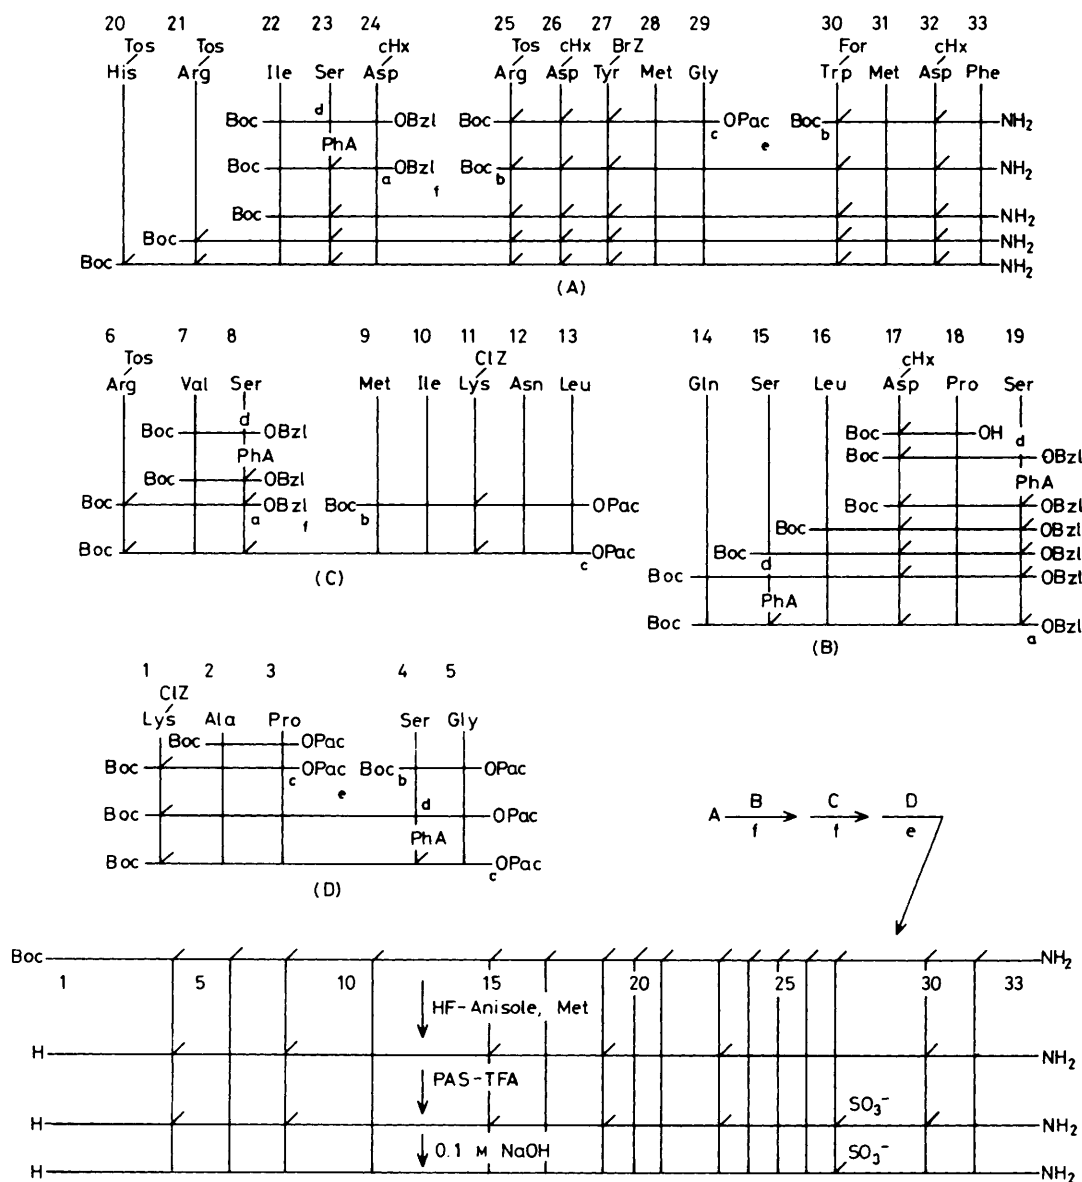 20 21 22 23 24 25 26 27 28 29 30 31 32 33
Tos Tos cHx Tos cHx BrZ For cHx
His Arg Ile Ser Asp Arg Asp Tyr Met Gly Trp Met Asp Phe
d
Boc OBzl Boc OPac Boc NH2
c b
PhA e
Boc OBzl Boc NH2
a f b
Boc NH2
Boc NH2
Boc NH2
(A)
6 7 8 9 10 11 12 13
Tos ClZ
Arg Val Ser Met Ile Lys Asn Leu
d
Boc OBzl
PhA
Boc OBzl
Boc OBzl Boc OPac
a f b
Boc OPac
c
(C)
14 15 16 17 18 19
cHx
Gln Ser Leu Asp Pro Ser
Boc OH
d
Boc OBzl
PhA
Boc OBzl
Boc OBzl
Boc OBzl
d
Boc OBzl
PhA
Boc OBzl
a
(B)
1 2 3 4 5
ClZ
Lys Ala Pro Ser Gly
Boc OPac
Boc OPac Boc OPac
c b
e
d
Boc OPac
PhA
Boc OPac
c
(D)
B C D
A
f f e
Boc NH2
1 5 10 15 20 25 30 33
HF-Anisole, Met
H NH2
PAS-TFA
SO3-
H NH2
0.1 M NaOH
SO3-
H NH2